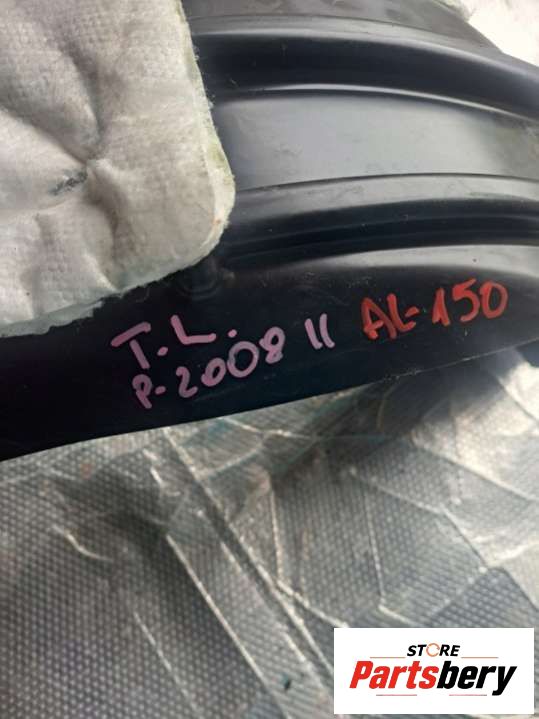 T.L.
P-2008 II AL-150
STORE
Partsbery